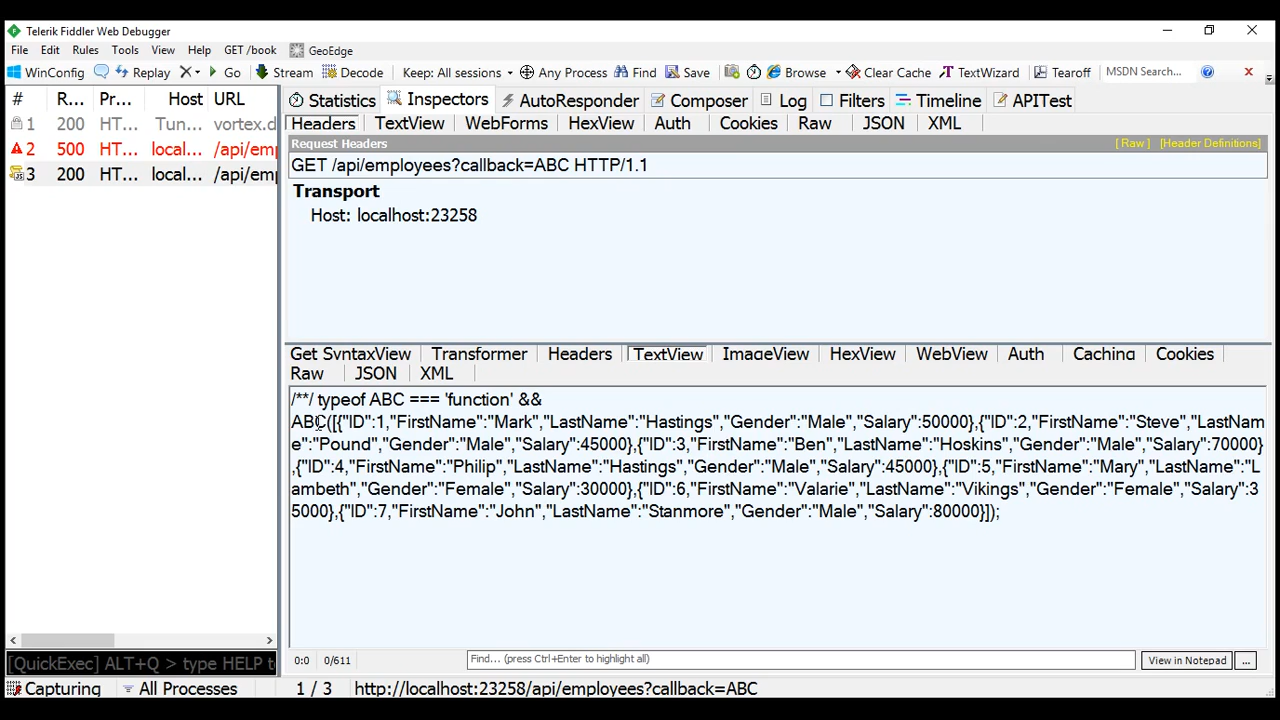 Telerik Fiddler Web Debugger
File Edit Rules Tools View Help GET /book GeoEdge
WinConfig Replay Go Stream Decode Keep: All sessions Any Process Find Save Browse Clear Cache TextWizard Tearoff MSDN Search...
# R... Pr... Host URL
1 200 HT... Tun... vortex.d
2 500 HT... local... /api/emp
3 200 HT... local... /api/emp
Statistics Inspectors AutoResponder Composer Log Filters Timeline APITest
Headers TextView WebForms HexView Auth Cookies Raw JSON XML
Request Headers [ Raw ] [Header Definitions]
GET /api/employees?callback=ABC HTTP/1.1
Transport
Host: localhost:23258
Get SyntaxView Transformer Headers TextView ImageView HexView WebView Auth Caching Cookies
Raw JSON XML
/**/ typeof ABC === 'function' &&
ABC([{"ID":1,"FirstName":"Mark","LastName":"Hastings","Gender":"Male","Salary":50000},{"ID":2,"FirstName":"Steve","LastNam
e":"Pound","Gender":"Male","Salary":45000},{"ID":3,"FirstName":"Ben","LastName":"Hoskins","Gender":"Male","Salary":70000}
,{"ID":4,"FirstName":"Philip","LastName":"Hastings","Gender":"Male","Salary":45000},{"ID":5,"FirstName":"Mary","LastName":"L
ambeth","Gender":"Female","Salary":30000},{"ID":6,"FirstName":"Valarie","LastName":"Vikings","Gender":"Female","Salary":3
5000},{"ID":7,"FirstName":"John","LastName":"Stanmore","Gender":"Male","Salary":80000}]);
[QuickExec] ALT+Q > type HELP to
0:0 0/611 Find... (press Ctrl+Enter to highlight all) View in Notepad ...
Capturing All Processes 1 / 3 http://localhost:23258/api/employees?callback=ABC